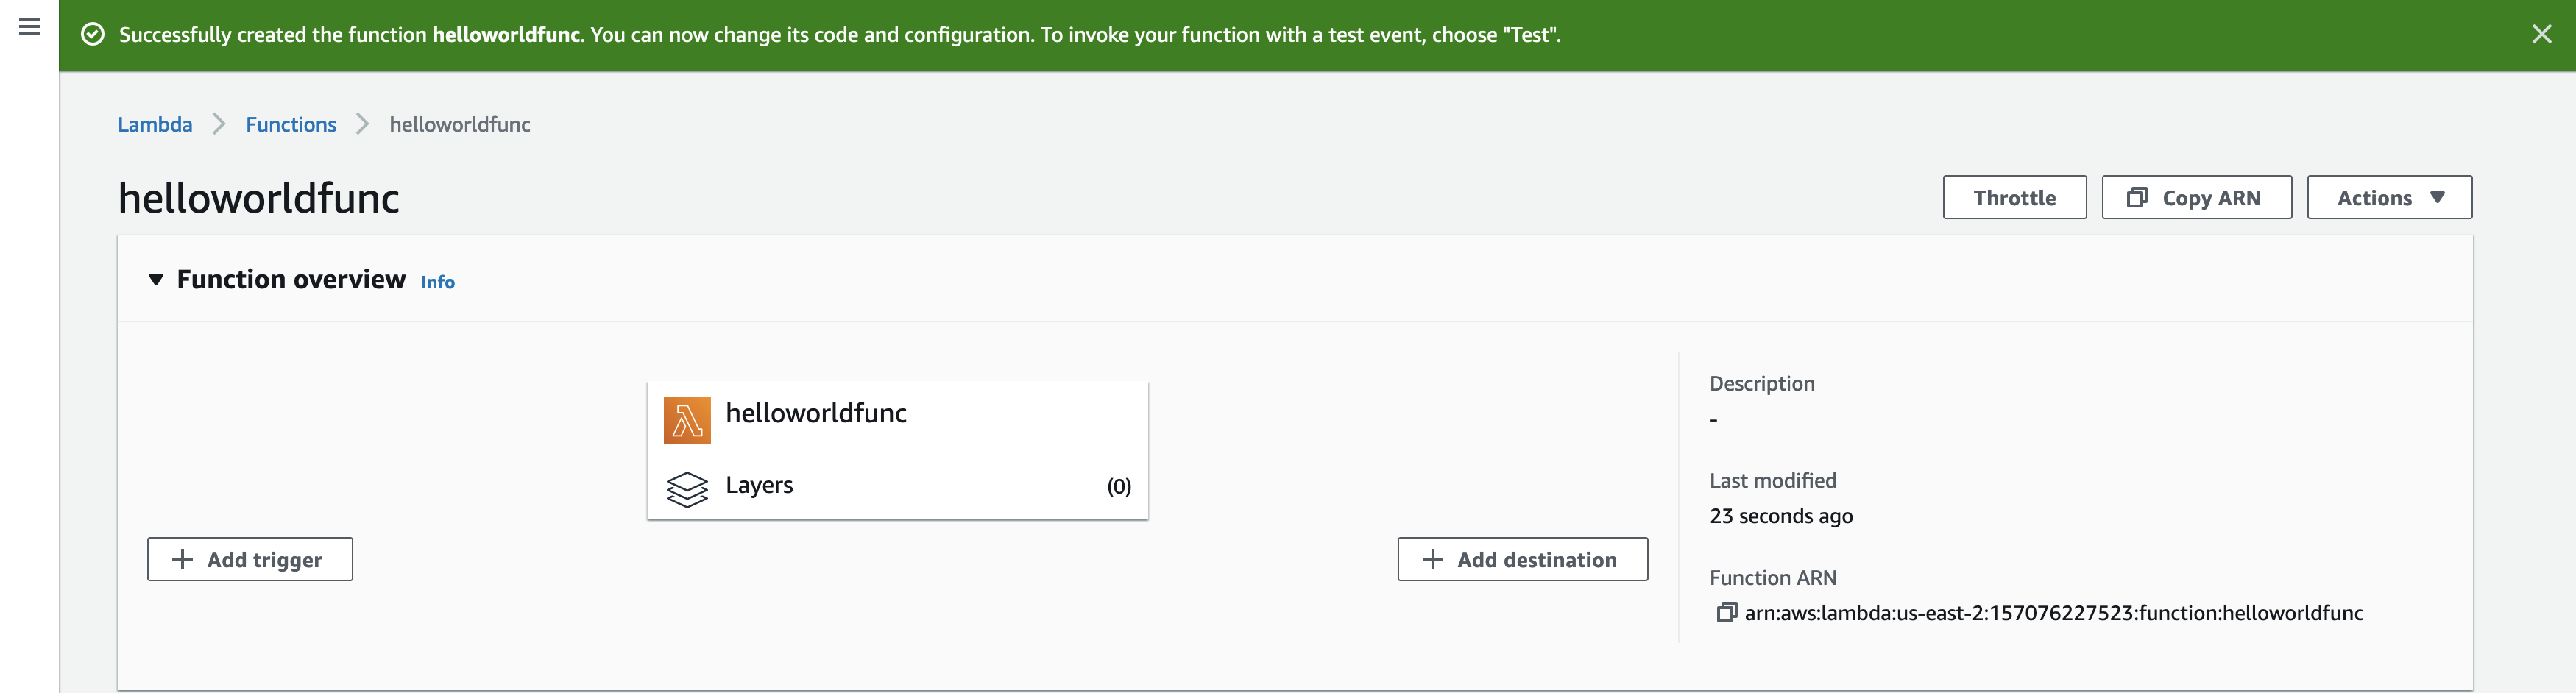 Successfully created the function helloworldfunc. You can now change its code and configuration. To invoke your function with a test event, choose "Test".
Lambda > Functions > helloworldfunc
helloworldfunc
Throttle
Copy ARN
Actions
Function overview Info
helloworldfunc
Layers (0)
Add trigger
Add destination
Description
-
Last modified
23 seconds ago
Function ARN
arn:aws:lambda:us-east-2:157076227523:function:helloworldfunc